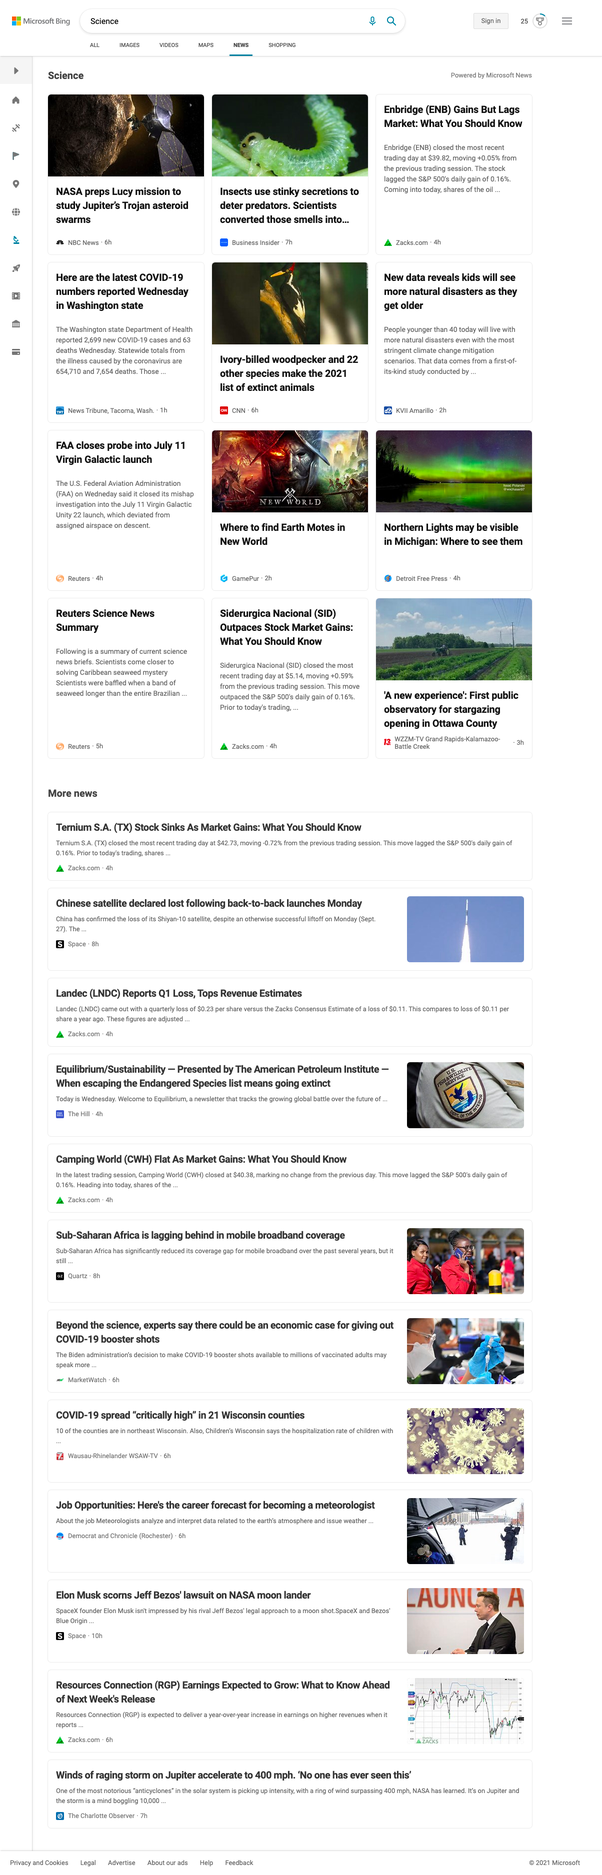 Microsoft Bing
Science
Sign in
25
ALL
IMAGES
VIDEOS
MAPS
NEWS
SHOPPING
Science
Powered by Microsoft News
NASA preps Lucy mission to
study Jupiter's Trojan asteroid
swarms
NBC News · 6h
Insects use stinky secretions to
deter predators. Scientists
converted those smells into...
Business Insider · 7h
Enbridge (ENB) Gains But Lags
Market: What You Should Know
Enbridge (ENB) closed the most recent
trading day at $39.82, moving +0.05% from
the previous trading session. The stock
lagged the S&P 500's daily gain of 0.16%.
Coming into today, shares of the oil ...
Zacks.com · 4h
Here are the latest COVID-19
numbers reported Wednesday
in Washington state
The Washington state Department of Health
reported 2,699 new COVID-19 cases and 63
deaths Wednesday. Statewide totals from
the illness caused by the coronavirus are
654,710 and 7,654 deaths. Those ...
News Tribune, Tacoma, Wash. · 1h
Ivory-billed woodpecker and 22
other species make the 2021
list of extinct animals
CNN · 6h
New data reveals kids will see
more natural disasters as they
get older
People younger than 40 today will live with
more natural disasters even with the most
stringent climate change mitigation
scenarios. That data comes from a first-of-
its-kind study conducted by ...
KVII Amarillo · 2h
FAA closes probe into July 11
Virgin Galactic launch
The U.S. Federal Aviation Administration
(FAA) on Wedneday said it closed its mishap
investigation into the July 11 Virgin Galactic
Unity 22 launch, which deviated from
assigned airspace on descent.
Reuters · 4h
NEW WORLD
Where to find Earth Motes in
New World
GamePur · 2h
Northern Lights may be visible
in Michigan: Where to see them
Detroit Free Press · 4h
Reuters Science News
Summary
Following is a summary of current science
news briefs. Scientists come closer to
solving Caribbean seaweed mystery
Scientists were baffled when a band of
seaweed longer than the entire Brazilian ...
Reuters · 5h
Siderurgica Nacional (SID)
Outpaces Stock Market Gains:
What You Should Know
Siderurgica Nacional (SID) closed the most
recent trading day at $5.14, moving +0.59%
from the previous trading session. This move
outpaced the S&P 500's daily gain of 0.16%.
Prior to today's trading, ...
Zacks.com · 4h
'A new experience': First public
observatory for stargazing
opening in Ottawa County
WZZM-TV Grand Rapids-Kalamazoo-
Battle Creek · 3h
More news
Ternium S.A. (TX) Stock Sinks As Market Gains: What You Should Know
Ternium S.A. (TX) closed the most recent trading day at $42.73, moving -0.72% from the previous trading session. This move lagged the S&P 500's daily gain of
0.16%. Prior to today's trading, shares ...
Zacks.com · 4h
Chinese satellite declared lost following back-to-back launches Monday
China has confirmed the loss of its Shiyan-10 satellite, despite an otherwise successful liftoff on Monday (Sept.
27). The ...
Space · 8h
Landec (LNDC) Reports Q1 Loss, Tops Revenue Estimates
Landec (LNDC) came out with a quarterly loss of $0.23 per share versus the Zacks Consensus Estimate of a loss of $0.11. This compares to loss of $0.11 per
share a year ago. These figures are adjusted ...
Zacks.com · 4h
Equilibrium/Sustainability — Presented by The American Petroleum Institute —
When escaping the Endangered Species list means going extinct
Today is Wednesday. Welcome to Equilibrium, a newsletter that tracks the growing global battle over the future of ...
The Hill · 4h
Camping World (CWH) Flat As Market Gains: What You Should Know
In the latest trading session, Camping World (CWH) closed at $40.38, marking no change from the previous day. This move lagged the S&P 500's daily gain of
0.16%. Heading into today, shares of the ...
Zacks.com · 4h
Sub-Saharan Africa is lagging behind in mobile broadband coverage
Sub-Saharan Africa has significantly reduced its coverage gap for mobile broadband over the past several years, but it
still ...
Quartz · 8h
Beyond the science, experts say there could be an economic case for giving out
COVID-19 booster shots
The Biden administration's decision to make COVID-19 booster shots available to millions of vaccinated adults may
speak more ...
MarketWatch · 6h
COVID-19 spread "critically high" in 21 Wisconsin counties
10 of the counties are in northeast Wisconsin. Also, Children's Wisconsin says the hospitalization rate of children with
...
Wausau-Rhinelander WSAW-TV · 6h
Job Opportunities: Here's the career forecast for becoming a meteorologist
About the job Meteorologists analyze and interpret data related to the earth's atmosphere and issue weather ...
Democrat and Chronicle (Rochester) · 6h
Elon Musk scorns Jeff Bezos' lawsuit on NASA moon lander
SpaceX founder Elon Musk isn't impressed by his rival Jeff Bezos' legal approach to a moon shot.SpaceX and Bezos'
Blue Origin ...
Space · 10h
Resources Connection (RGP) Earnings Expected to Grow: What to Know Ahead
of Next Week's Release
Resources Connection (RGP) is expected to deliver a year-over-year increase in earnings on higher revenues when it
reports ...
Zacks.com · 6h
ZACKS
Winds of raging storm on Jupiter accelerate to 400 mph. 'No one has ever seen this'
One of the most notorious "anticyclones" in the solar system is picking up intensity, with a ring of wind surpassing 400 mph, NASA has learned. It's on Jupiter and
the storm is a mind boggling 10,000 ...
The Charlotte Observer · 7h
Privacy and Cookies
Legal
Advertise
About our ads
Help
Feedback
© 2021 Microsoft